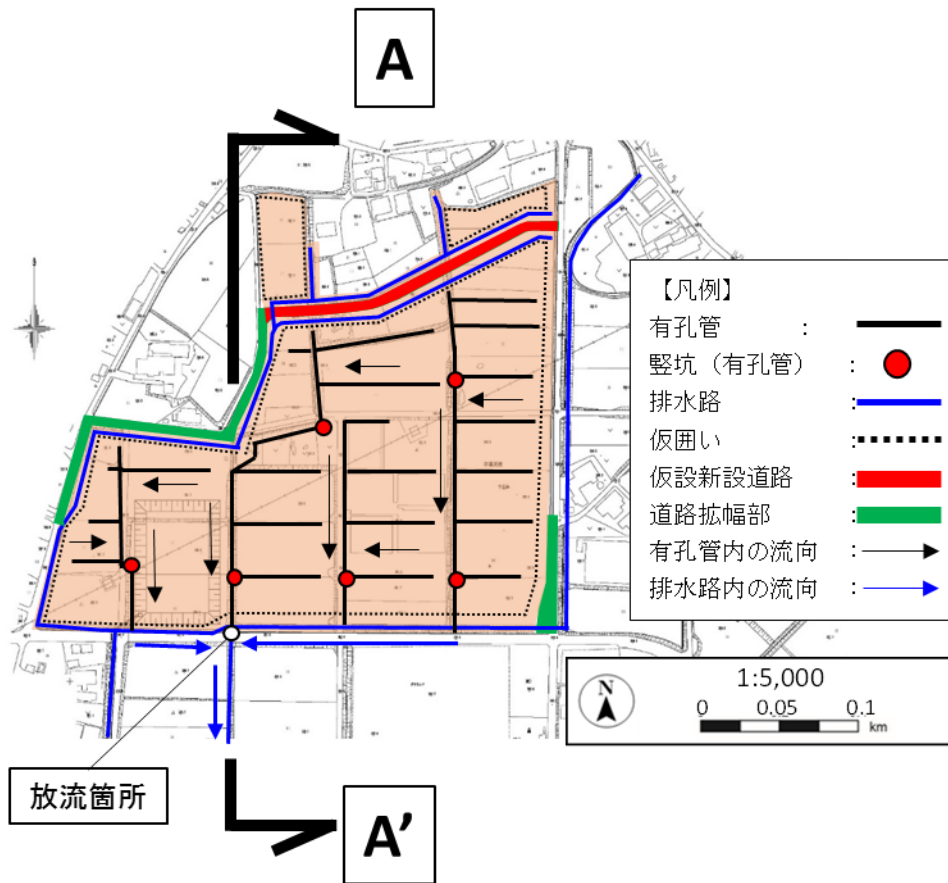 A
【凡例】
有孔管 :
竪坑（有孔管） :
排水路 :
仮囲い :
仮設新設道路 :
道路拡幅部 :
有孔管内の流向 :
排水路内の流向 :
N
1:5,000
0 0.05 0.1
km
放流箇所
A’